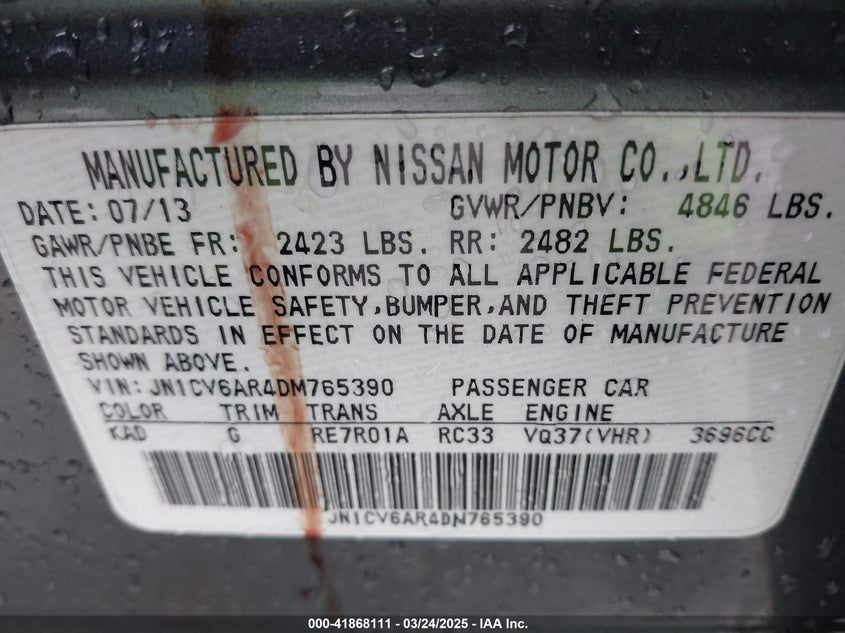 MANUFACTURED BY NISSAN MOTOR CO.,LTD.
DATE: 07/13 GVWR/PNBV: 4846 LBS.
GAWR/PNBE FR: 2423 LBS. RR: 2482 LBS.
THIS VEHICLE CONFORMS TO ALL APPLICABLE FEDERAL
MOTOR VEHICLE SAFETY,BUMPER,AND THEFT PREVENTION
STANDARDS IN EFFECT ON THE DATE OF MANUFACTURE
SHOWN ABOVE.
VIN: JN1CV6AR4DM765390 PASSENGER CAR
COLOR TRIM TRANS AXLE ENGINE
KAD G RE7R01A RC33 VQ37(VHR) 3696CC
JN1CV6AR4DM765390
000-41868111 - 03/24/2025 - IAA Inc.